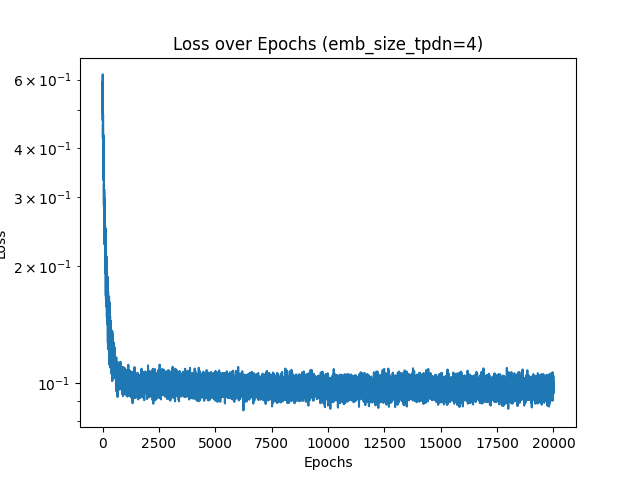 Loss over Epochs (emb_size_tpdn=4)
6 × 10⁻¹
4 × 10⁻¹
3 × 10⁻¹
2 × 10⁻¹
10⁻¹
Loss
0 2500 5000 7500 10000 12500 15000 17500 20000
Epochs